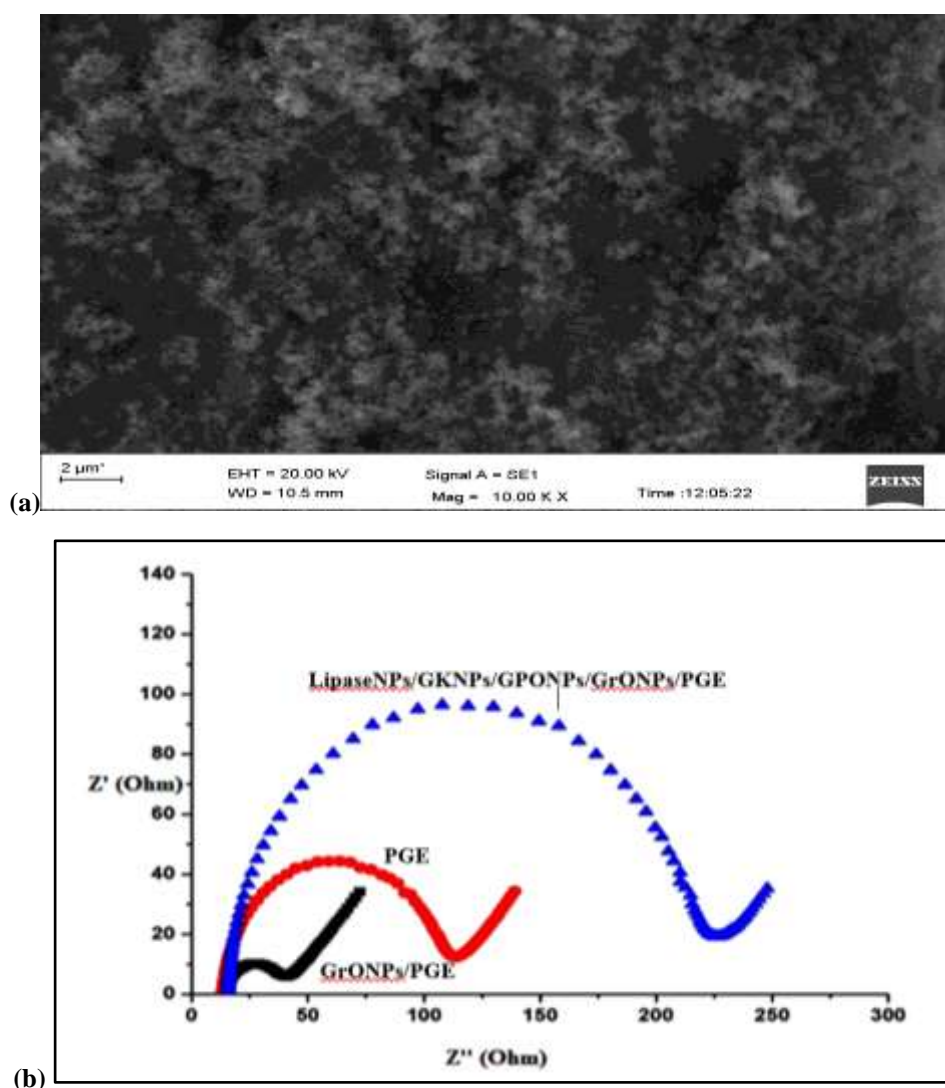 2 µm*
EHT = 20.00 kV
Signal A = SE1
WD = 10.5 mm
Mag = 10.00 K X
Time :12:05:22
ZEISS
(a)
140
120
LipaseNPs/GKNPs/GPONPs/GrONPs/PGE
100
80
Z' (Ohm)
60
PGE
40
20
GrONPs/PGE
0
0 50 100 150 200 250 300
Z'' (Ohm)
(b)